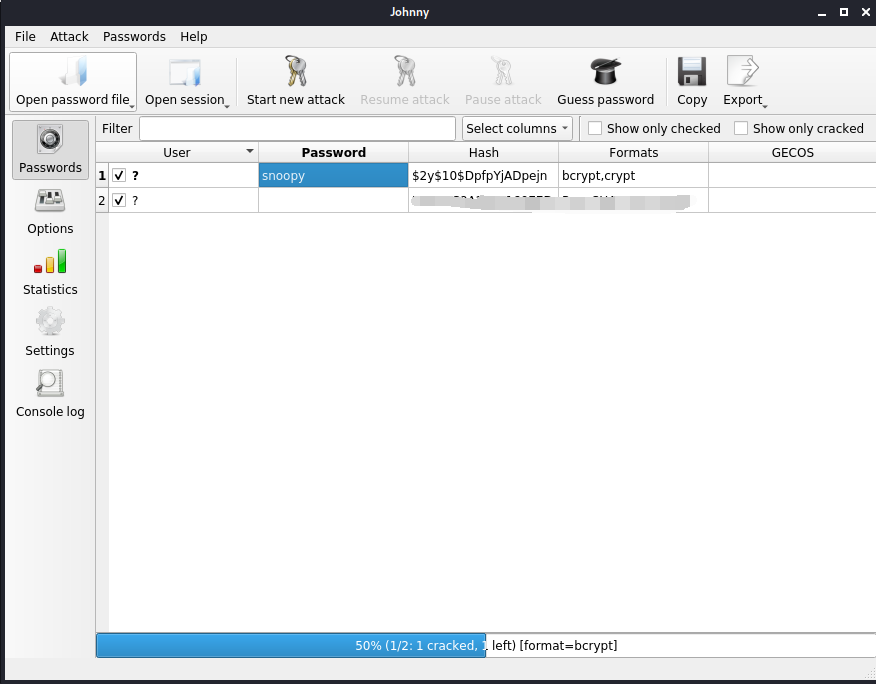 Johnny
File Attack Passwords Help
Open password file Open session Start new attack Resume attack Pause attack Guess password Copy Export
Filter Select columns Show only checked Show only cracked
Passwords
User Password Hash Formats GECOS
1 ? snoopy $2y$10$DpfpYjADpejn bcrypt,crypt
2 ?
Options
Statistics
Settings
Console log
50% (1/2: 1 cracked, 1 left) [format=bcrypt]